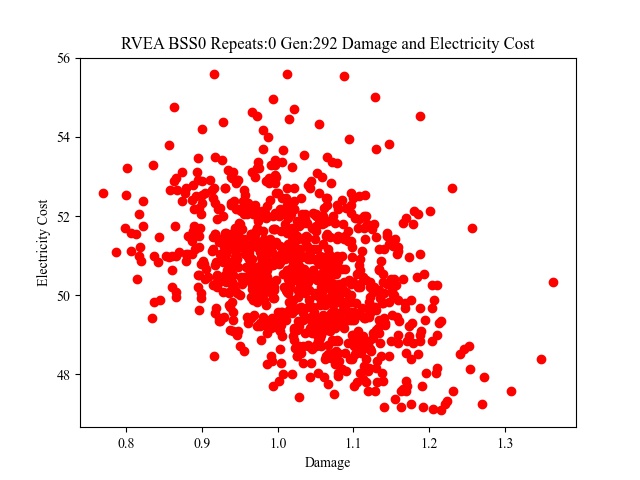 RVEA BSS0 Repeats:0 Gen:292 Damage and Electricity Cost
56
54
52
50
48
Electricity Cost
0.8 0.9 1.0 1.1 1.2 1.3
Damage